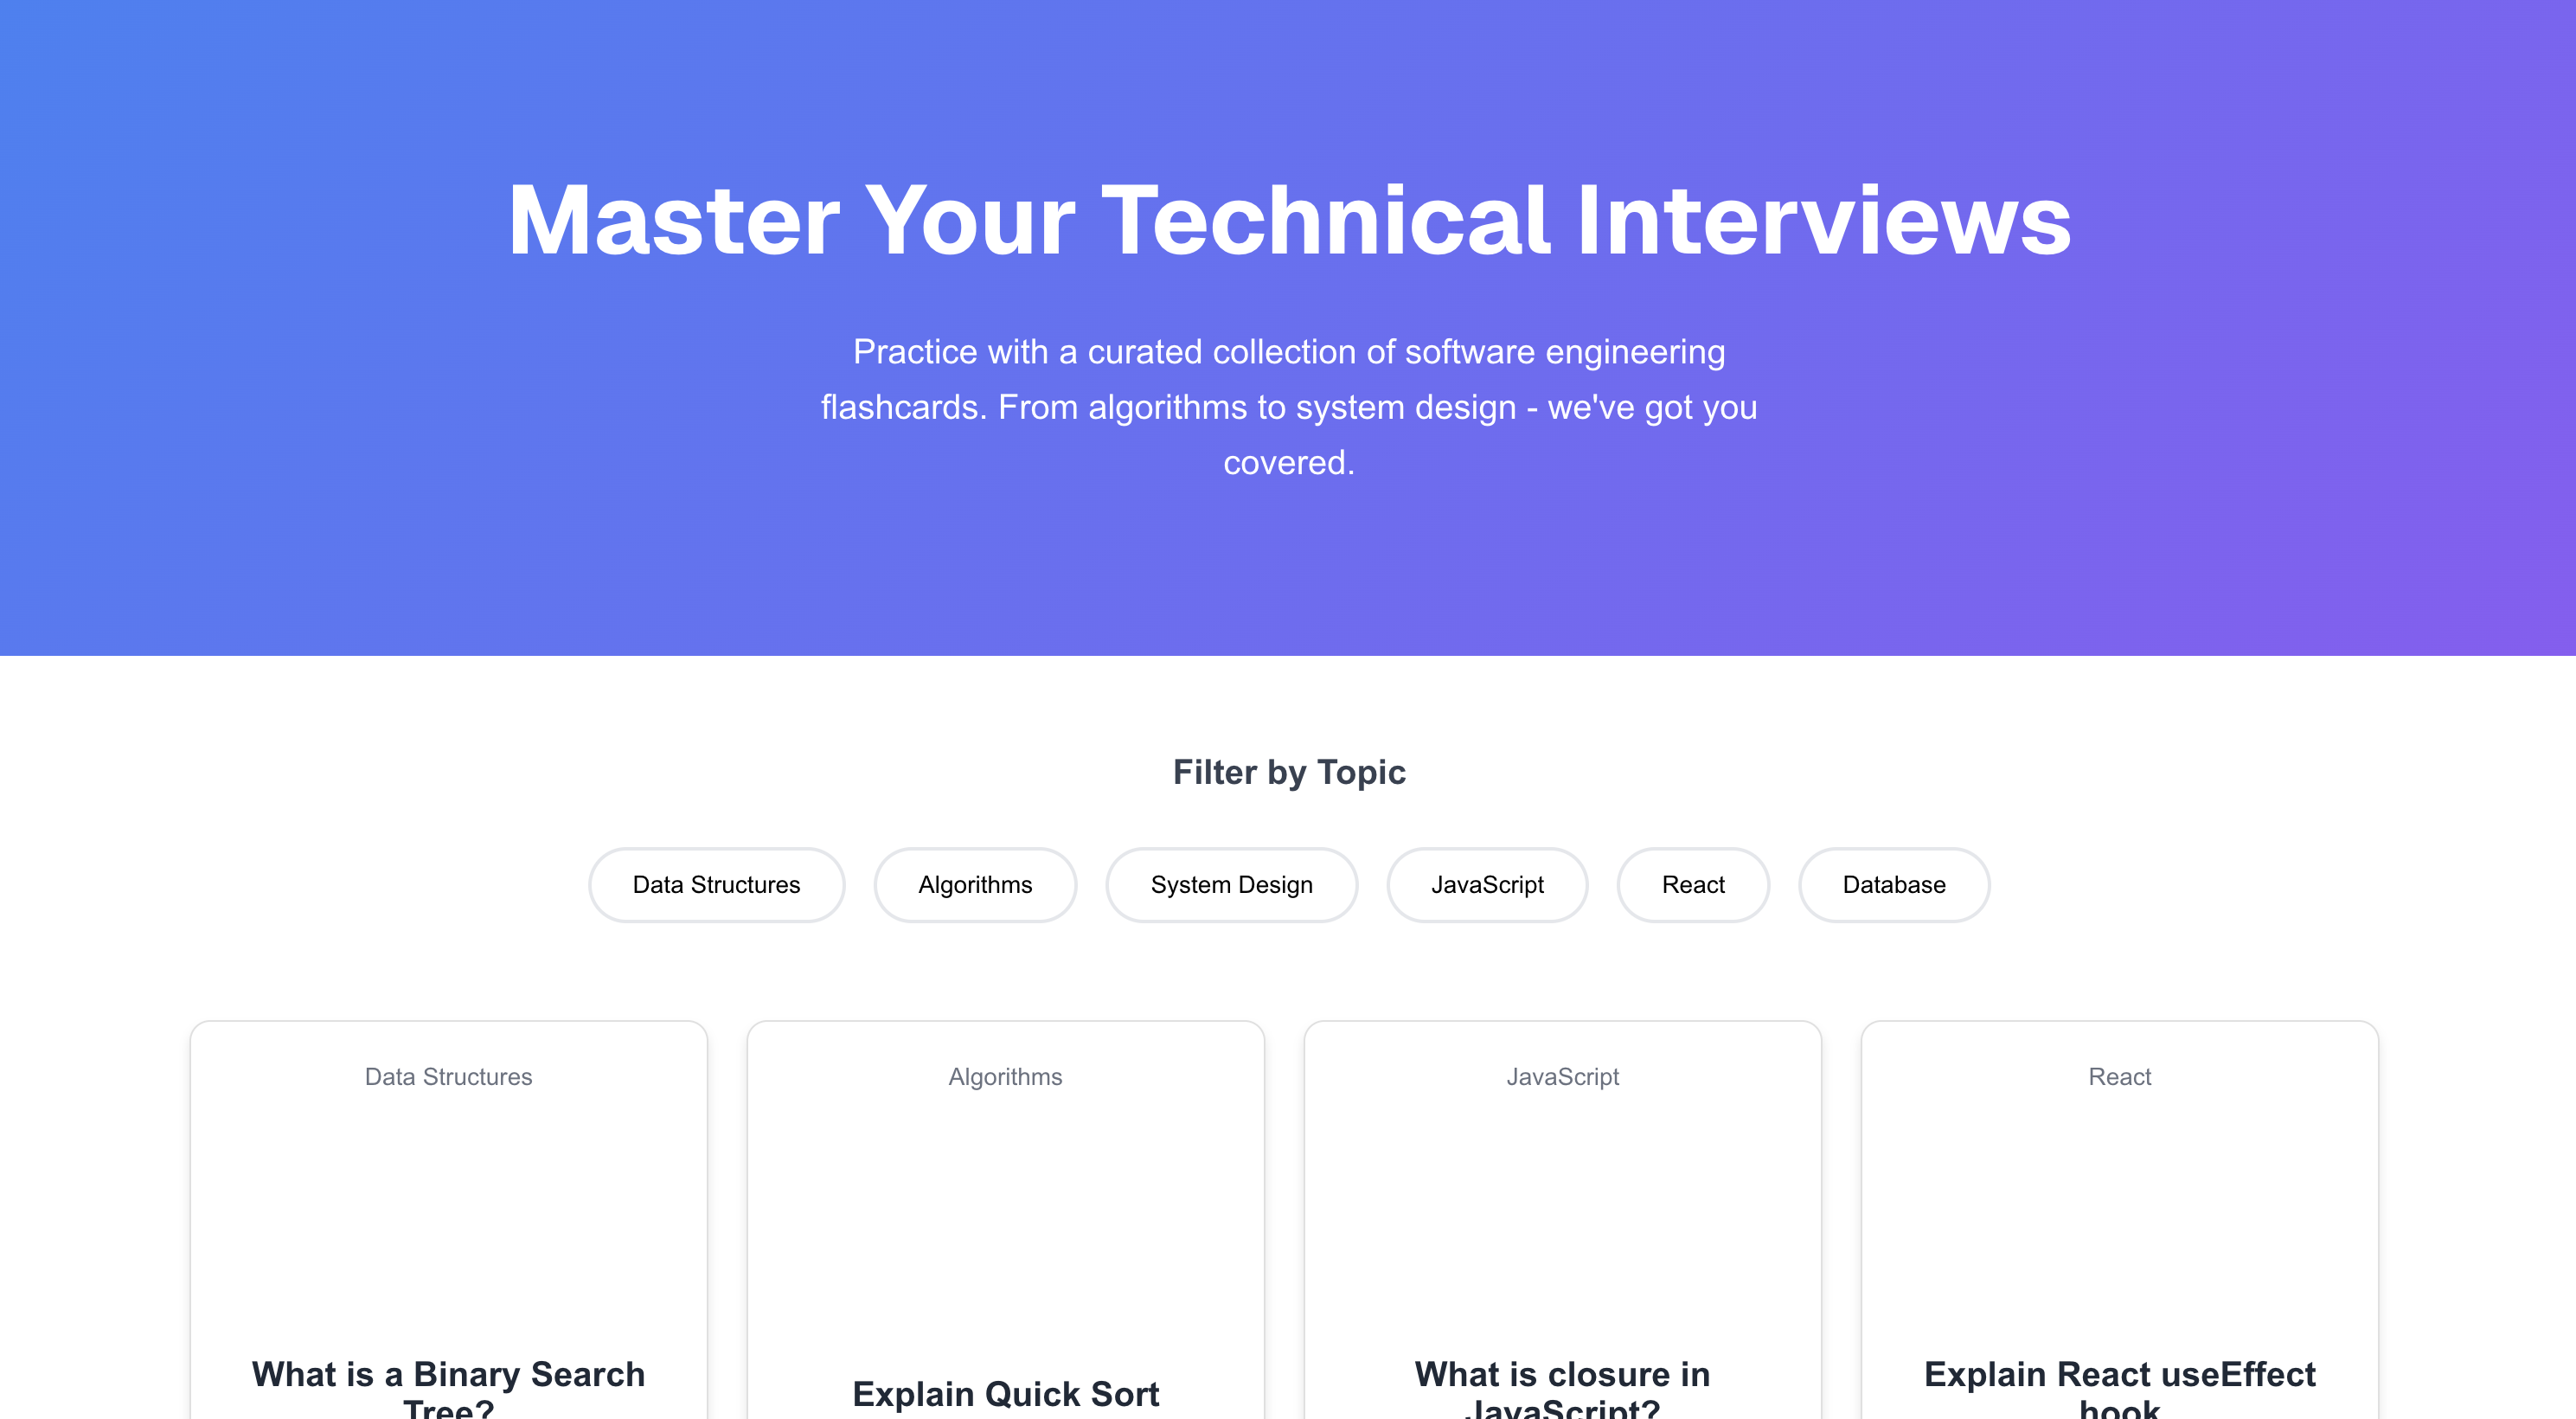 Master Your Technical Interviews
Practice with a curated collection of software engineering
flashcards. From algorithms to system design - we've got you
covered.
Filter by Topic
Data Structures
Algorithms
System Design
JavaScript
React
Database
Data Structures
What is a Binary Search
Tree?
Algorithms
Explain Quick Sort
JavaScript
What is closure in
JavaScript?
React
Explain React useEffect
hook